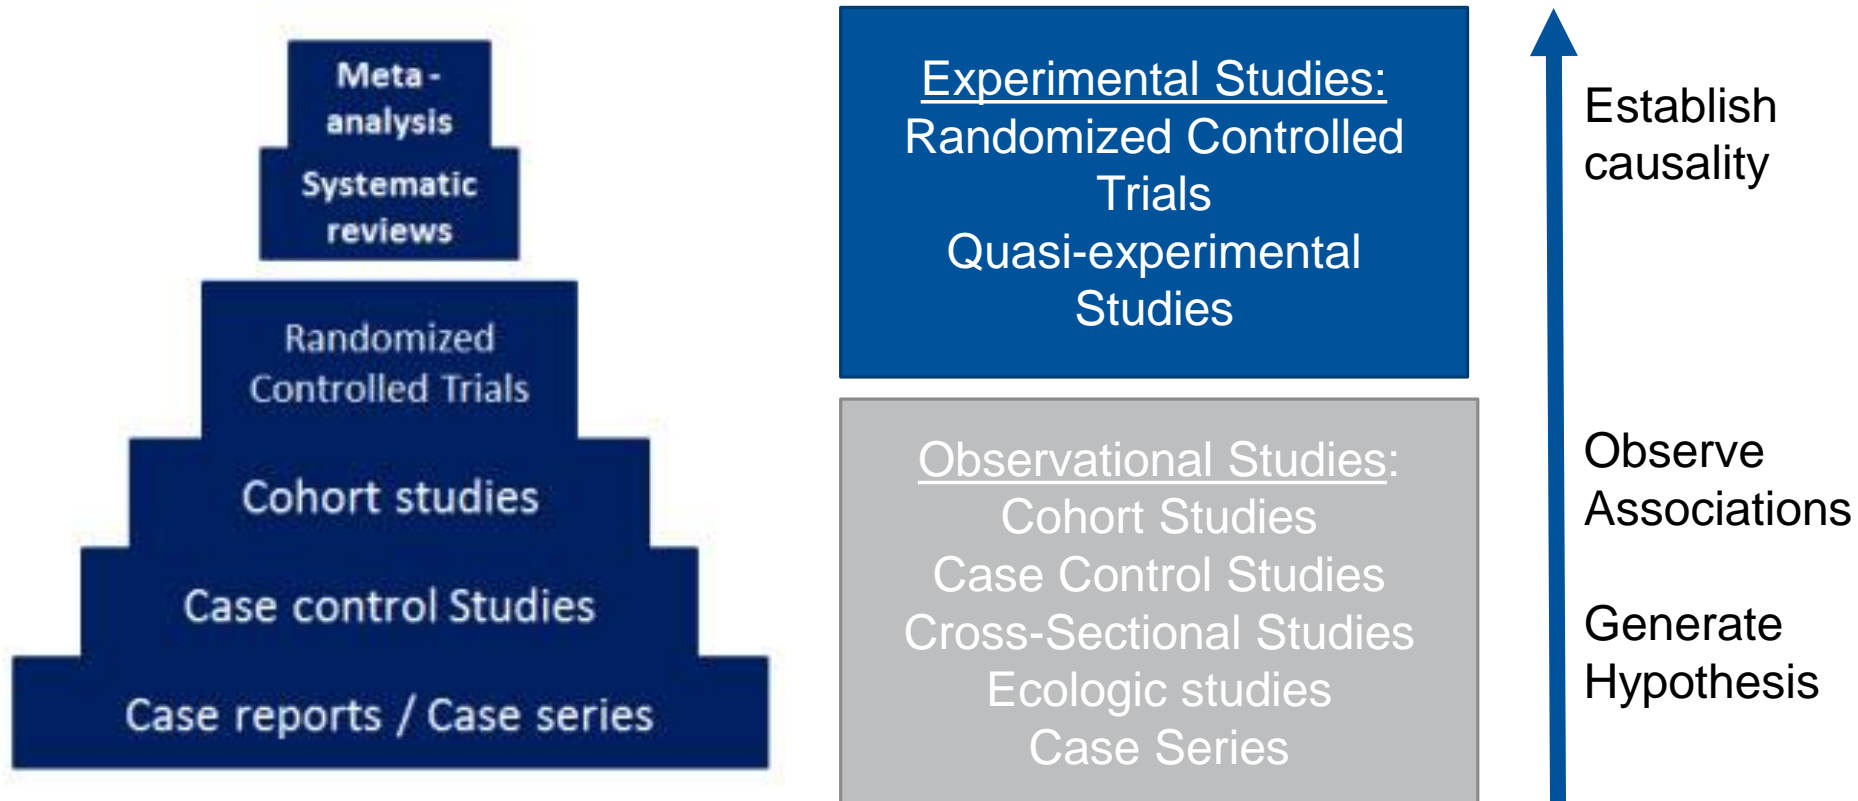 Meta -
analysis
Systematic
reviews
Randomized
Controlled Trials
Cohort studies
Case control Studies
Case reports / Case series
Experimental Studies:
Randomized Controlled
Trials
Quasi-experimental
Studies
Observational Studies:
Cohort Studies
Case Control Studies
Cross-Sectional Studies
Ecologic studies
Case Series
Establish
causality
Observe
Associations
Generate
Hypothesis